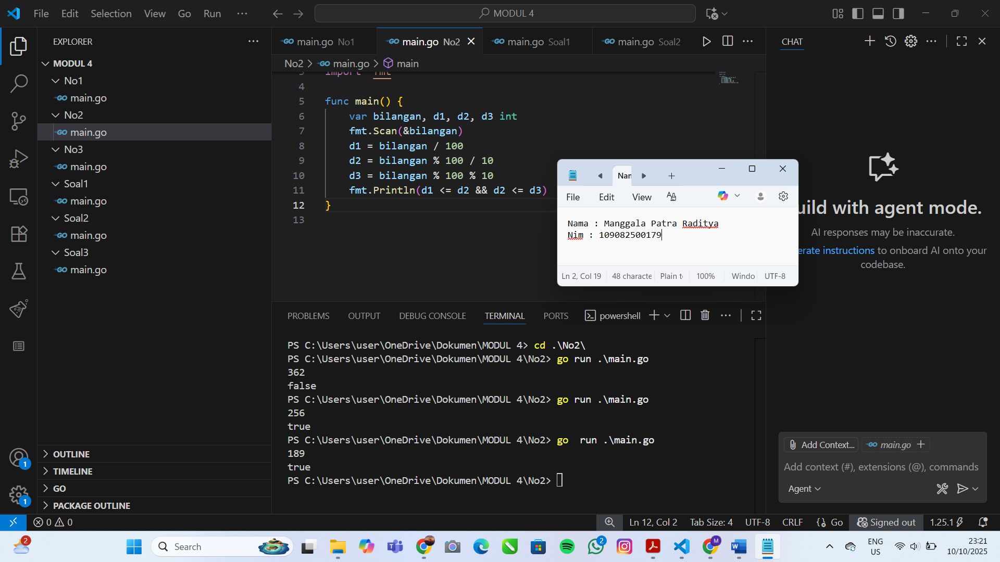 File Edit Selection View Go Run ···
MODUL 4
EXPLORER
MODUL 4
No1
main.go
No2
main.go
No3
main.go
Soal1
main.go
Soal2
main.go
Soal3
main.go
OUTLINE
TIMELINE
GO
PACKAGE OUTLINE
main.go No1
main.go No2
main.go Soal1
main.go Soal2
No2 > main.go > main
4
5 func main() {
6 var bilangan, d1, d2, d3 int
7 fmt.Scan(&bilangan)
8 d1 = bilangan / 100
9 d2 = bilangan % 100 / 10
10 d3 = bilangan % 100 % 10
11 fmt.Println(d1 <= d2 && d2 <= d3)
12 }
13
Nam
File Edit View
Nama : Manggala Patra Raditya
Nim : 109082500179
Ln 2, Col 19 48 characte Plain t 100% Windo UTF-8
PROBLEMS OUTPUT DEBUG CONSOLE TERMINAL PORTS powershell
PS C:\Users\user\OneDrive\Dokumen\MODUL 4> cd .\No2\
PS C:\Users\user\OneDrive\Dokumen\MODUL 4\No2> go run .\main.go
362
false
PS C:\Users\user\OneDrive\Dokumen\MODUL 4\No2> go run .\main.go
256
true
PS C:\Users\user\OneDrive\Dokumen\MODUL 4\No2> go  run .\main.go
189
true
PS C:\Users\user\OneDrive\Dokumen\MODUL 4\No2>
CHAT
uild with agent mode.
AI responses may be inaccurate.
erate instructions to onboard AI onto your
codebase.
Add Context... main.go +
Add context (#), extensions (@), commands
Agent
1
1
0 0
Ln 12, Col 2 Tab Size: 4 UTF-8 CRLF Go Signed out 1.25.1
2
Search
2
M
ENG
US
23:21
10/10/2025